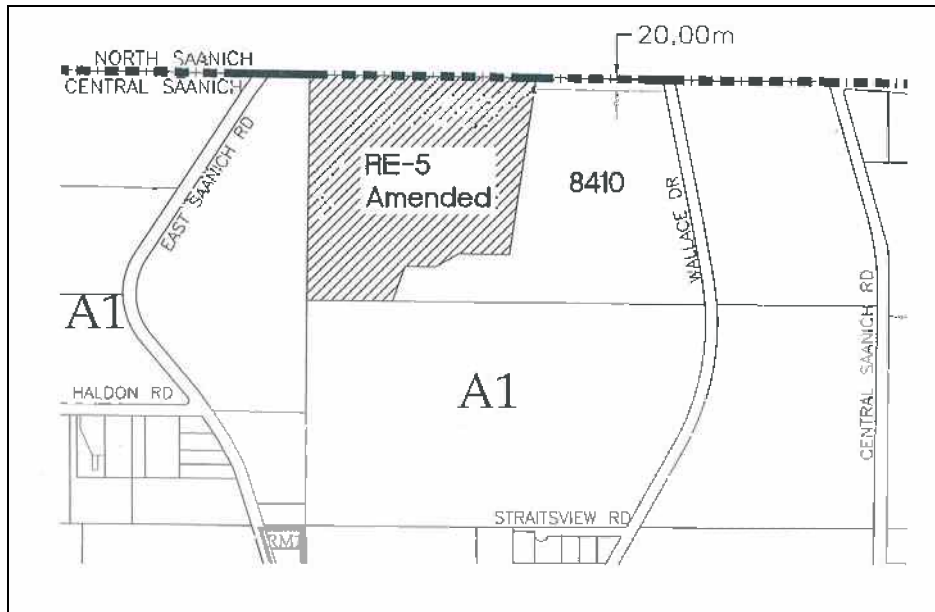 20,00m
NORTH SAANICH
CENTRAL SAANICH
EAST SAANICH RD
RE-5
Amended
8410
WALLACE DR
A1
HALDON RD
A1
CENTRAL SAANICH RD
STRAITSVIEW RD